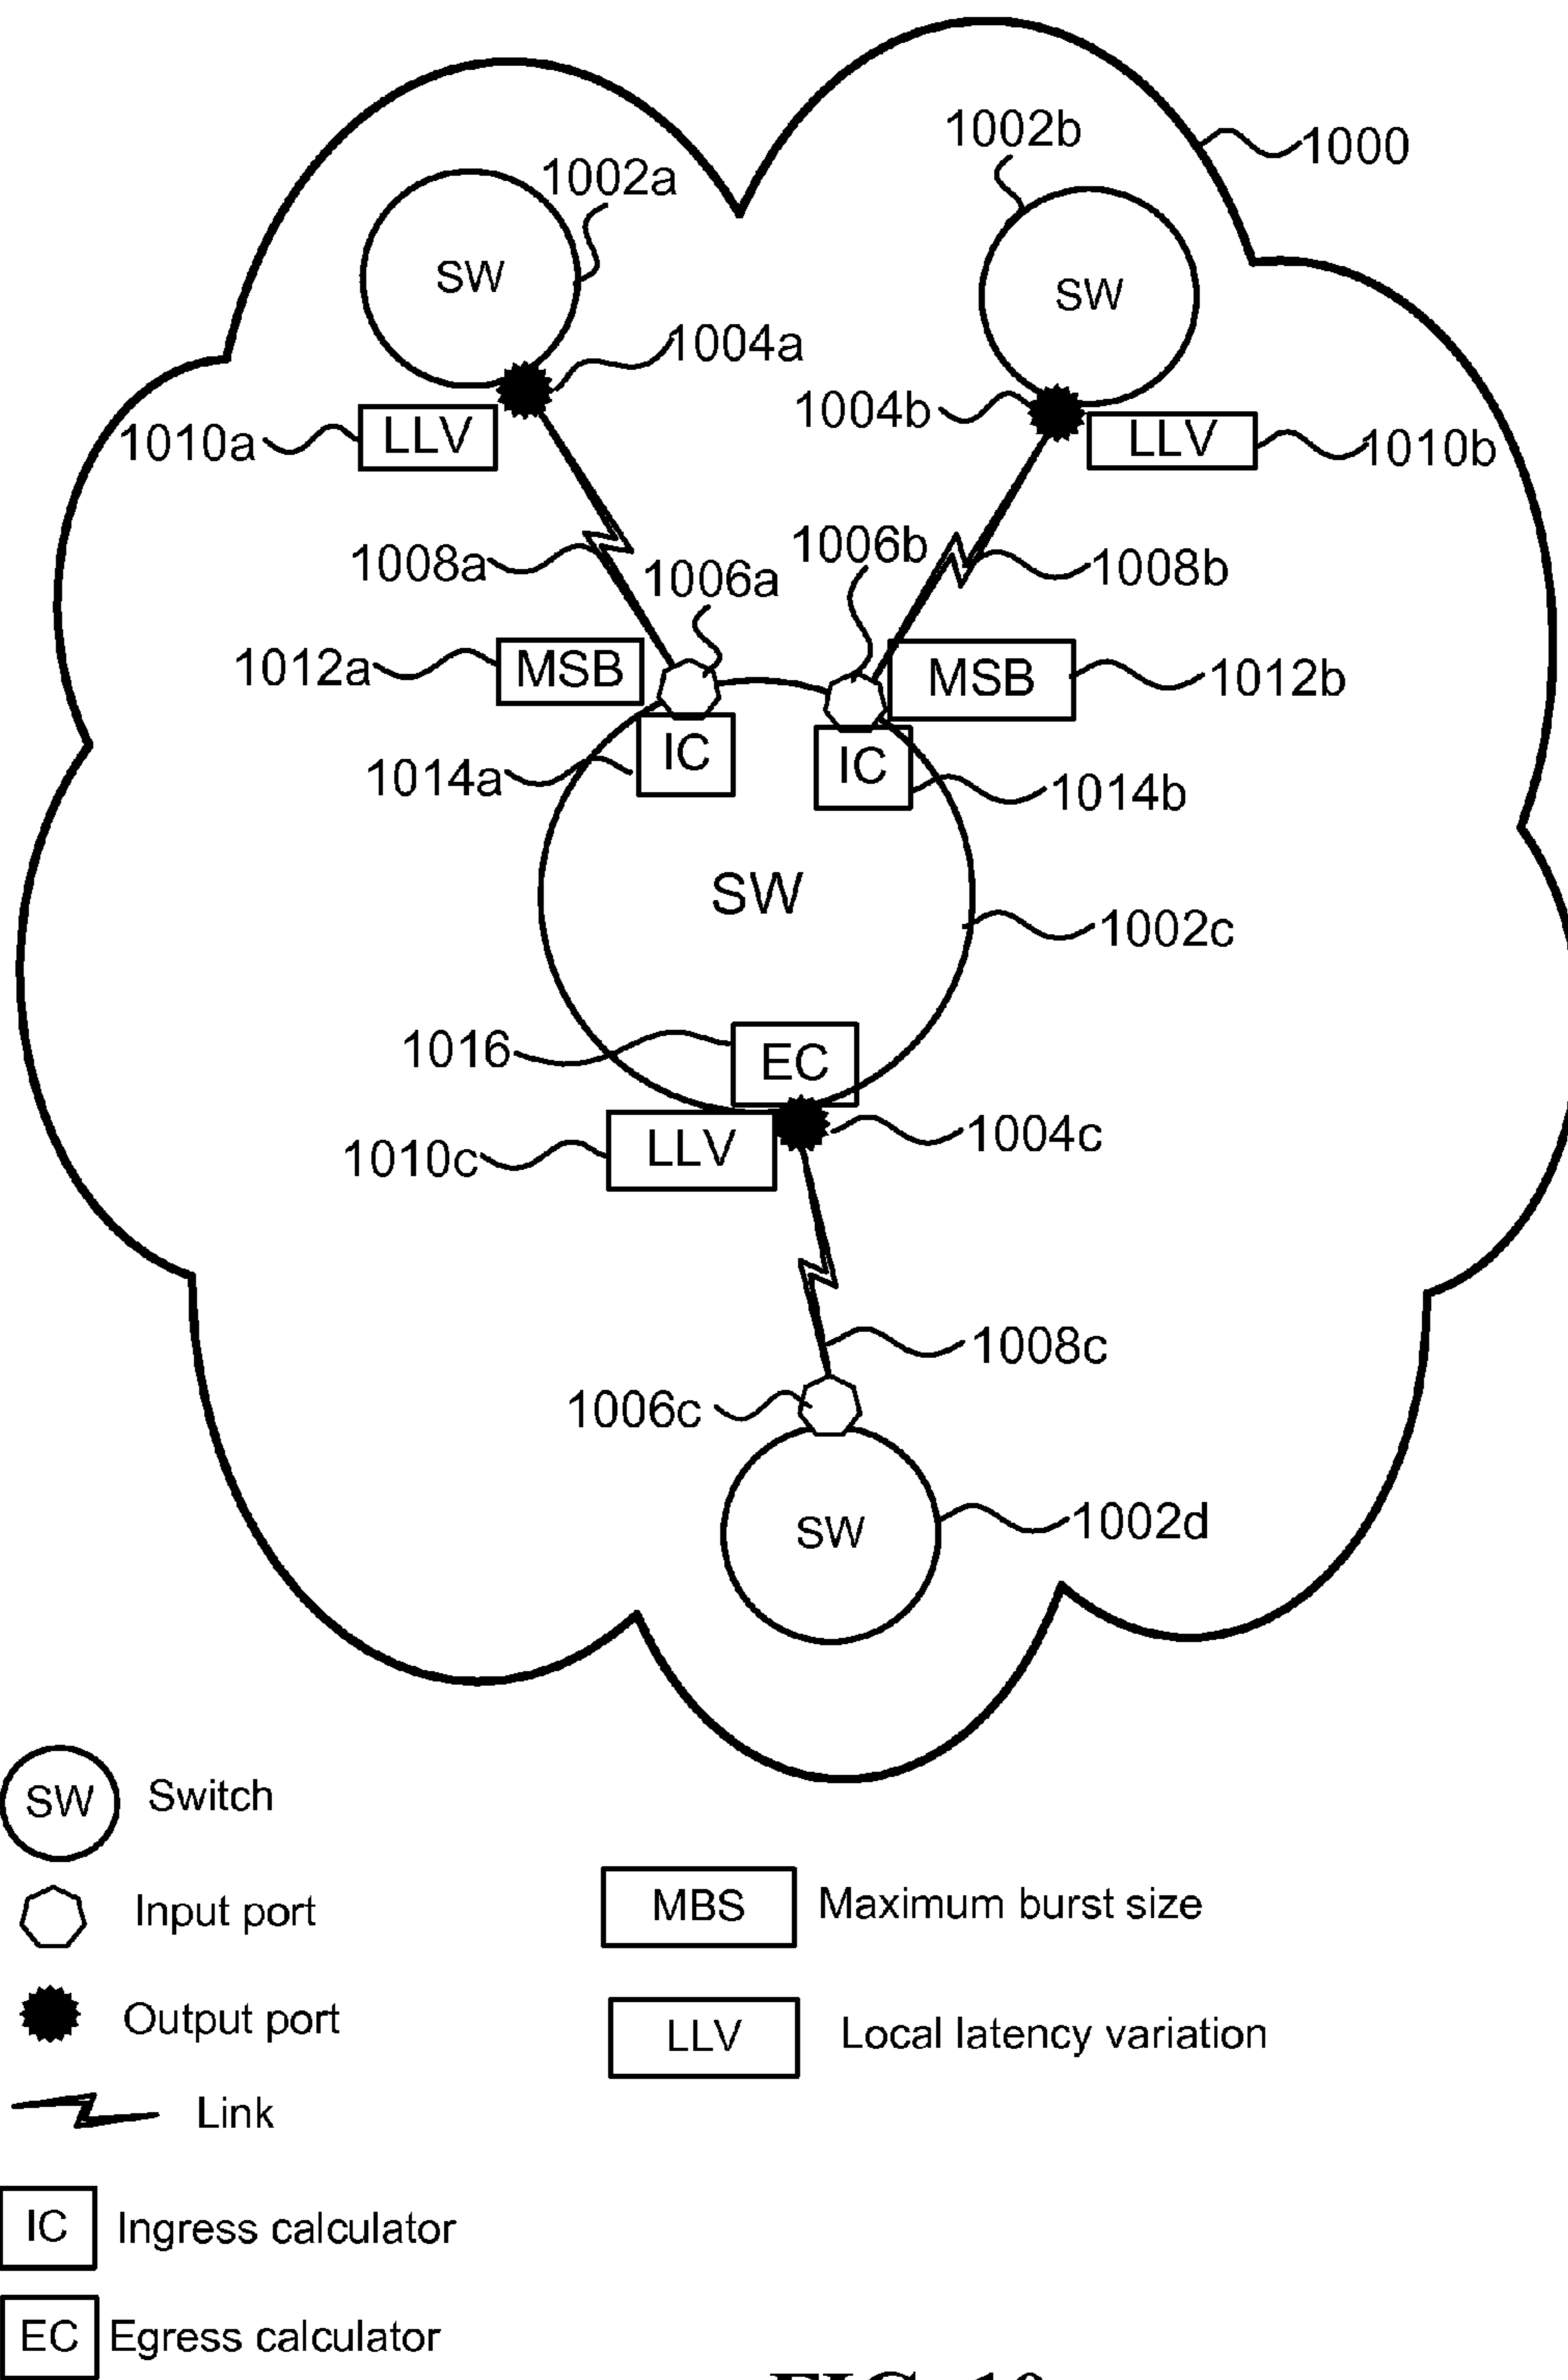 1002b
1000
1002a
SW
SW
1004a
1004b
LLV
1010a
LLV
1010b
1006b
1008a
1006a
1008b
1012a
MSB
MSB
1012b
IC
1014a
IC
1014b
SW
1002c
1016
EC
1010c
LLV
1004c
1008c
1006c
SW
1002d
SW Switch
Input port
MBS Maximum burst size
Output port
LLV Local latency variation
Link
IC Ingress calculator
EC Egress calculator